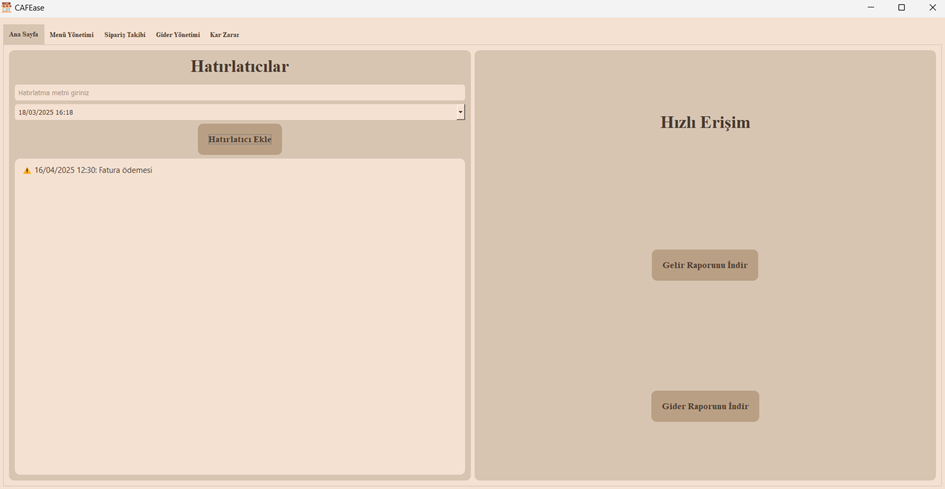 CAFEase
Ana Sayfa Menü Yönetimi Sipariş Takibi Gider Yönetimi Kar Zarar
Hatırlatıcılar
Hatırlatma metni giriniz
18/03/2025 16:18
Hatırlatıcı Ekle
⚠ 16/04/2025 12:30: Fatura ödemesi
Hızlı Erişim
Gelir Raporunu İndir
Gider Raporunu İndir